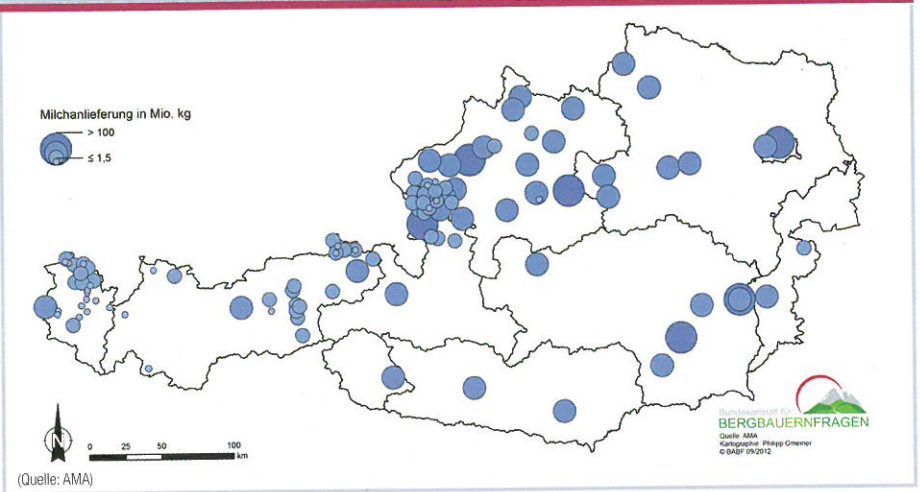 Milchanlieferung in Mio. kg
> 100
≤ 1,5
N
0 25 50 100
km
(Quelle: AMA)
Bundesanstalt für
BERGBAUERNFRAGEN
Quelle: AMA
Kartographie: Philipp Gmeiner
© BABF 09/2012